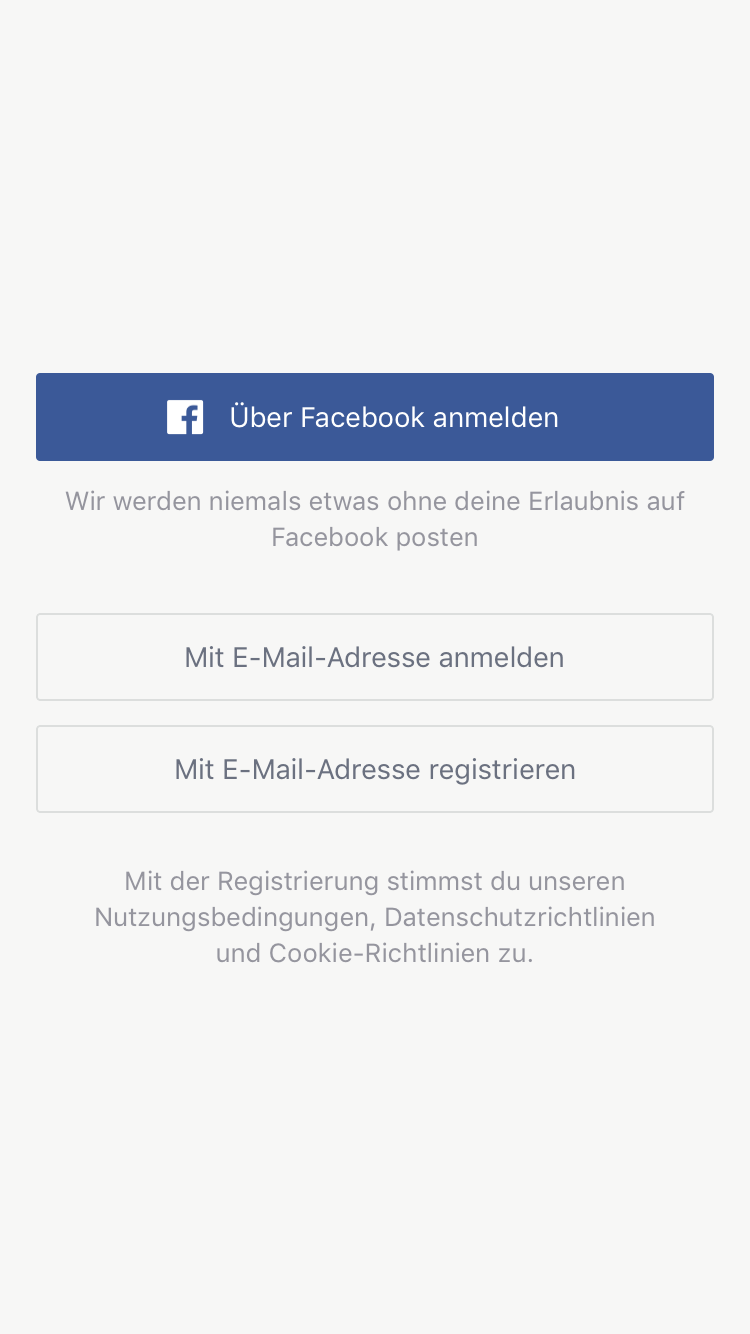 Über Facebook anmelden
Wir werden niemals etwas ohne deine Erlaubnis auf
Facebook posten
Mit E-Mail-Adresse anmelden
Mit E-Mail-Adresse registrieren
Mit der Registrierung stimmst du unseren
Nutzungsbedingungen, Datenschutzrichtlinien
und Cookie-Richtlinien zu.